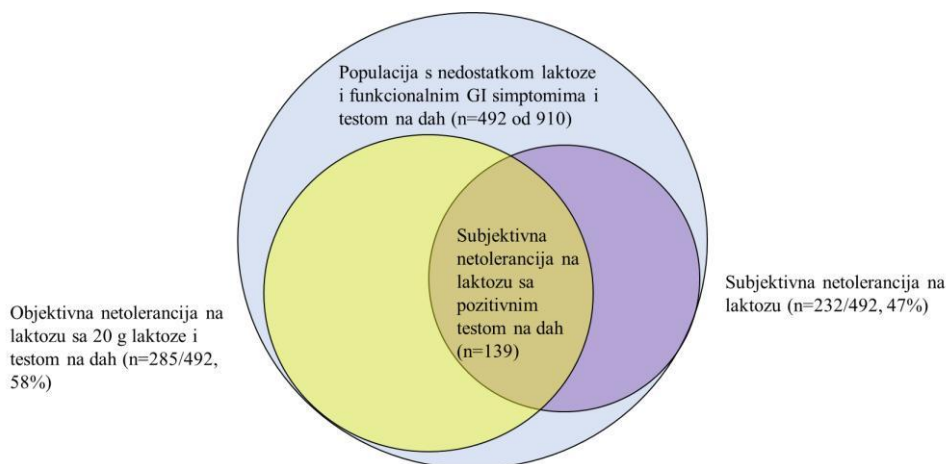 Populacija s nedostatkom laktoze
i funkcionalnim GI simptomima i
testom na dah (n=492 od 910)
Subjektivna
netolerancija na
laktozu sa
pozitivnim
testom na dah
(n=139)
Subjektivna netolerancija na
laktozu (n=232/492, 47%)
Objektivna netolerancija na
laktozu sa 20 g laktoze i
testom na dah (n=285/492,
58%)